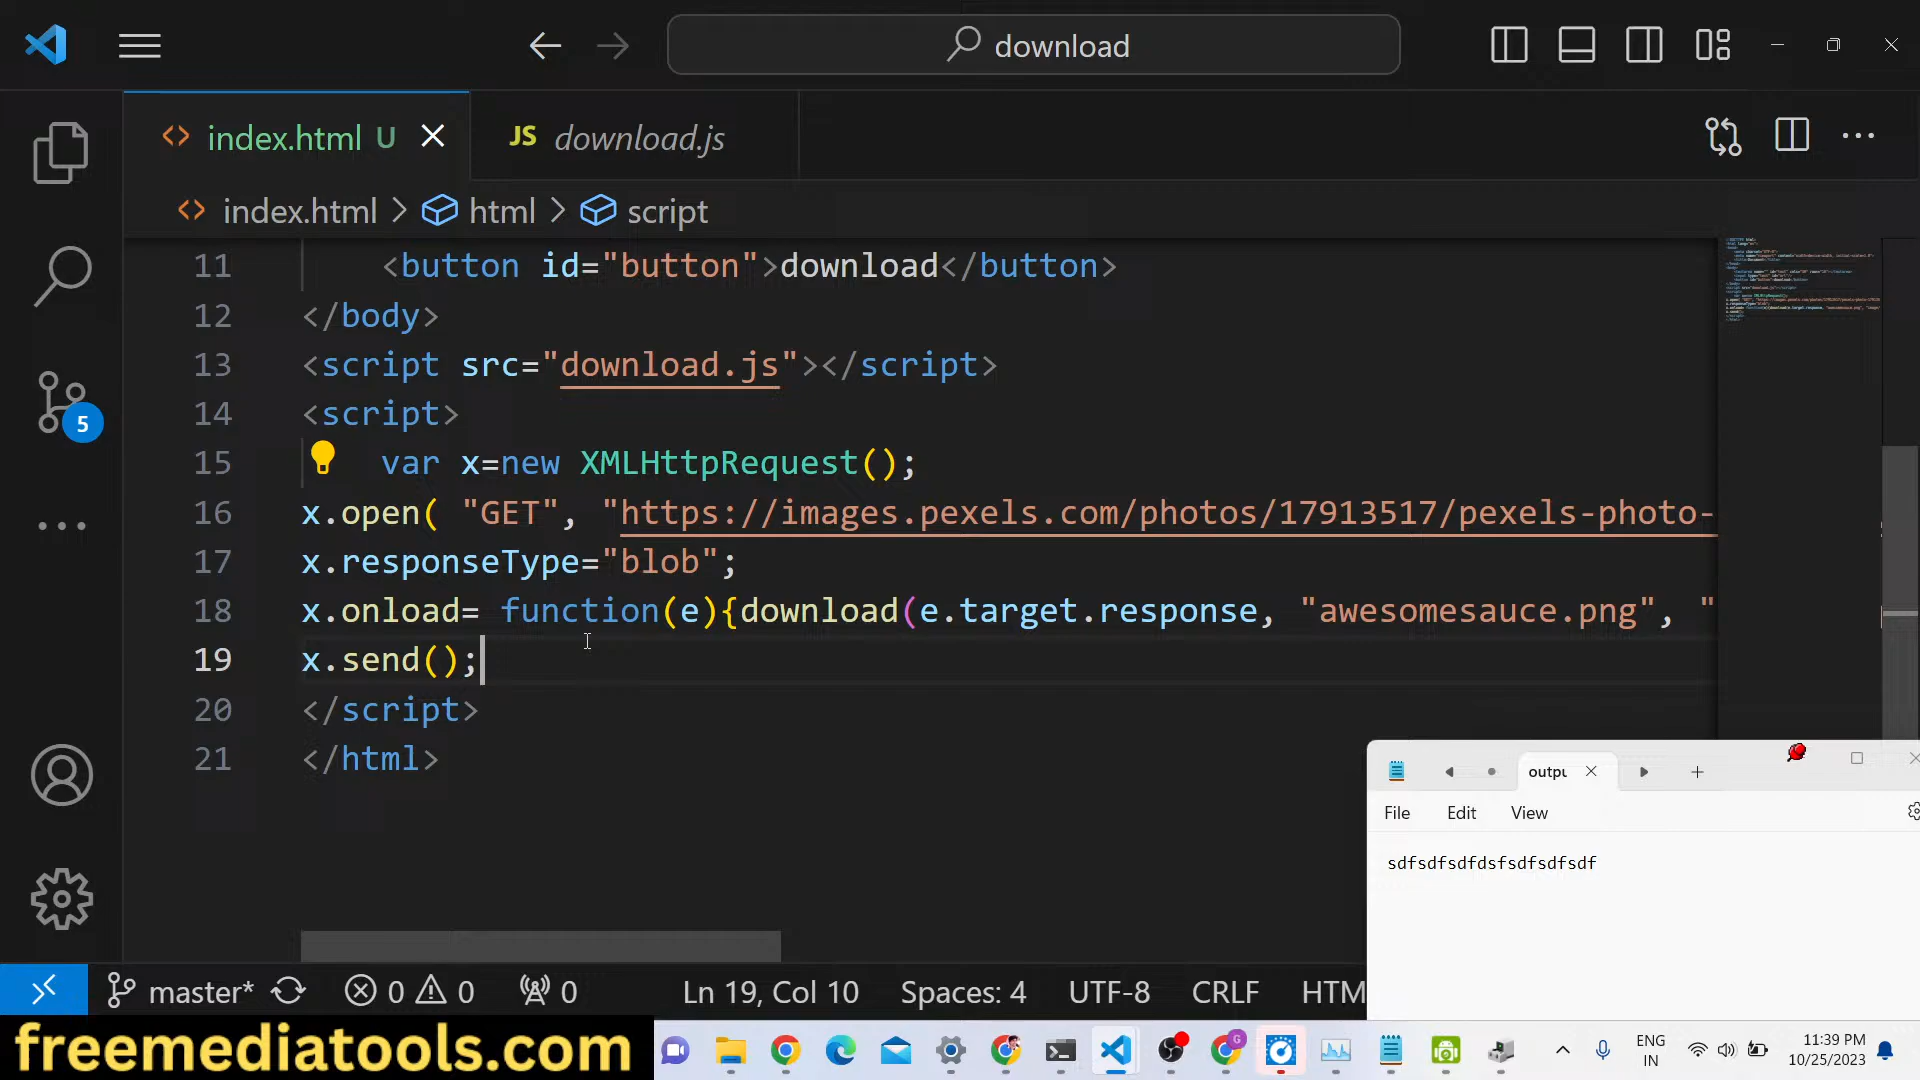 download
index.html U
JS download.js
index.html > html > script
11 <button id="button">download</button>
12 </body>
13 <script src="download.js"></script>
14 <script>
15 var x=new XMLHttpRequest();
16 x.open( "GET", "https://images.pexels.com/photos/17913517/pexels-photo-
17 x.responseType="blob";
18 x.onload= function(e){download(e.target.response, "awesomesauce.png", "
19 x.send();
20 </script>
21 </html>
5
outpu
File Edit View
sdfsdfsdfdsfsdfsdfsdf
master* 0 0 0 Ln 19, Col 10 Spaces: 4 UTF-8 CRLF HTM
freemediatools.com
G
ENG
IN
11:39 PM
10/25/2023